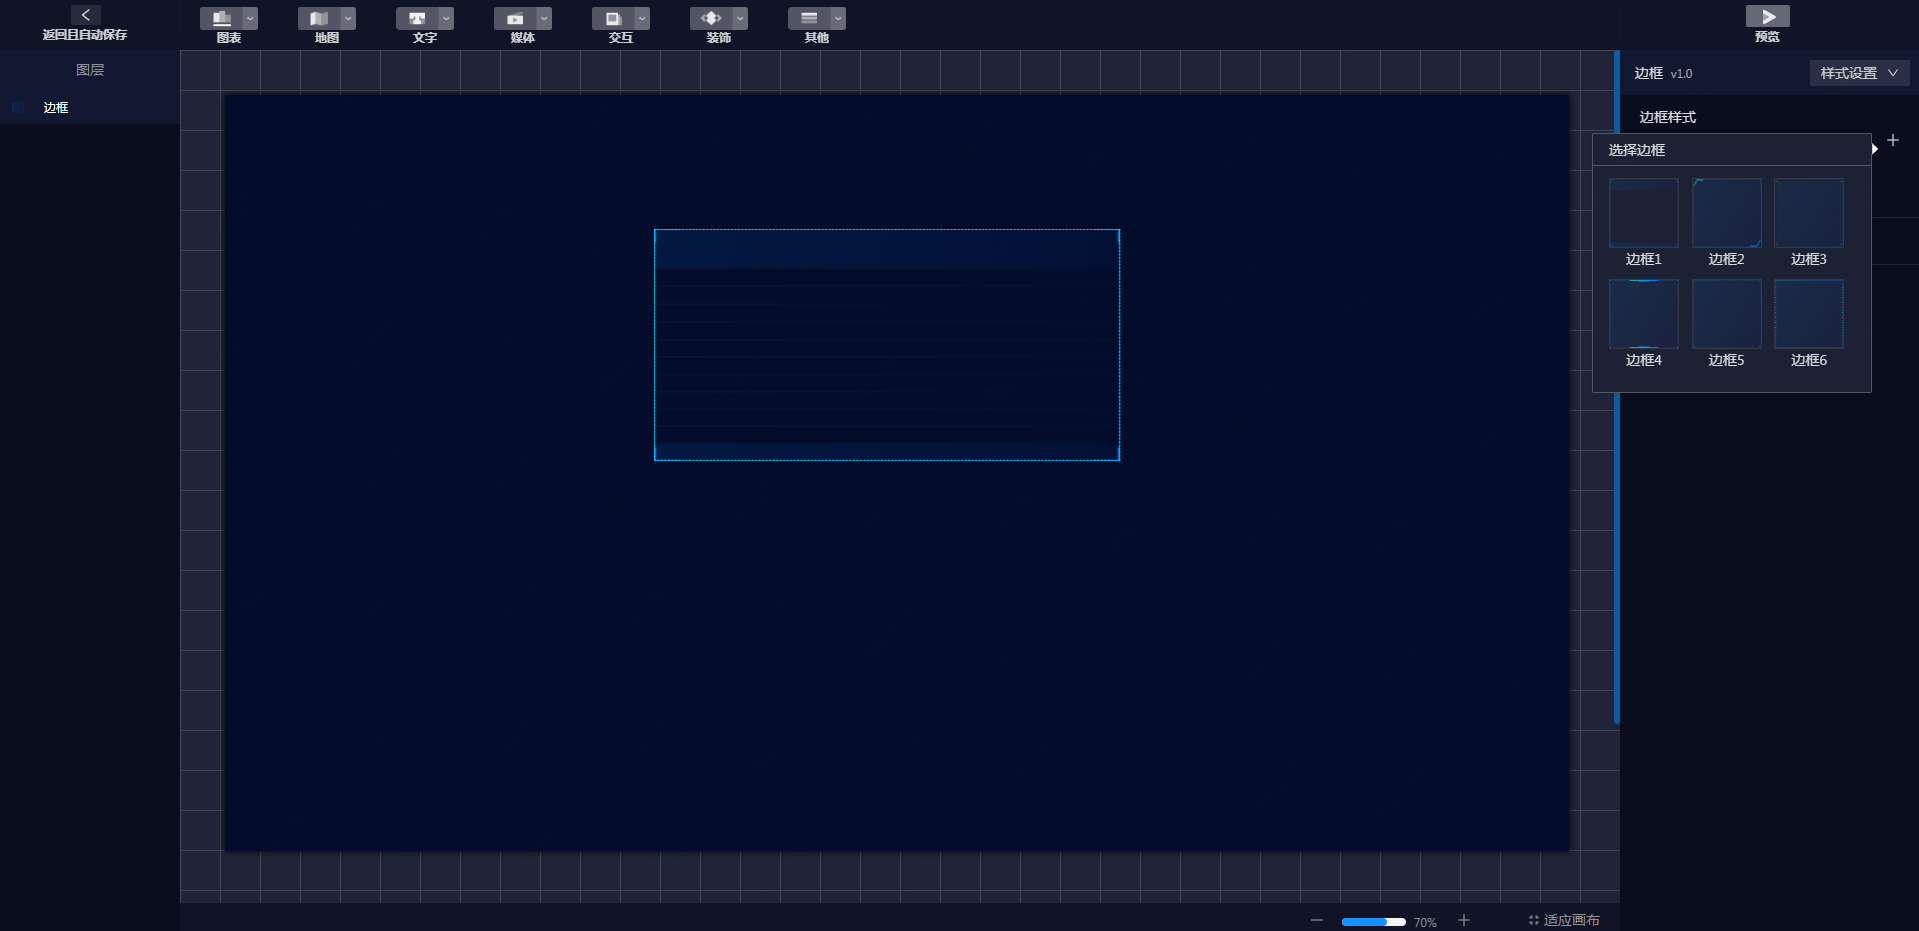 返回且自动保存
图表
地图
文字
媒体
交互
装饰
其他
预览
图层
边框
边框 v1.0
样式设置
边框样式
选择边框
边框1
边框2
边框3
边框4
边框5
边框6
70%
适应画布